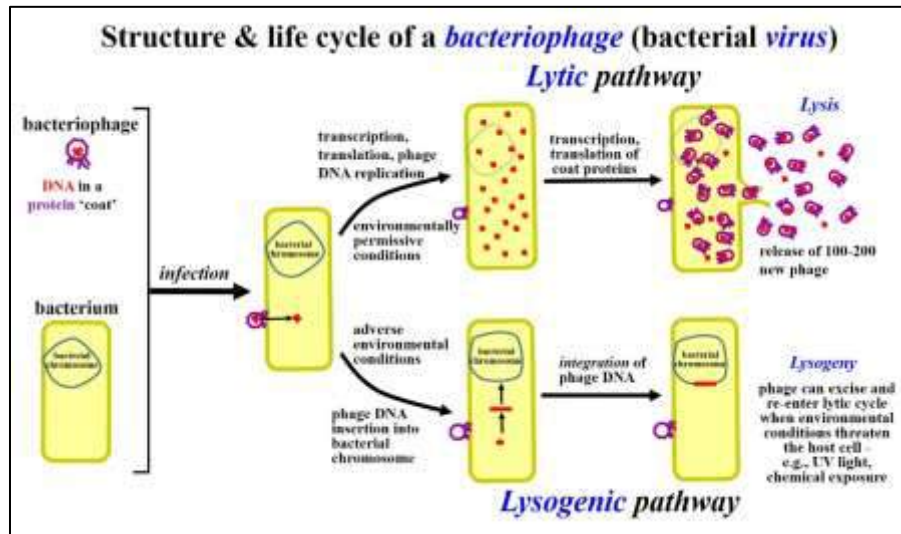 Structure & life cycle of a bacteriophage (bacterial virus)
Lytic pathway
bacteriophage
DNA in a
protein ‘coat’
bacterium
bacterial
chromosome
infection
bacterial
chromosome
transcription,
translation, phage
DNA replication
environmentally
permissive
conditions
transcription,
translation of
coat proteins
Lysis
release of 100-200
new phage
adverse
environmental
conditions
phage DNA
insertion into
bacterial
chromosome
bacterial
chromosome
integration of
phage DNA
bacterial
chromosome
Lysogeny
phage can excise and
re-enter lytic cycle
when environmental
conditions threaten
the host cell -
e.g., UV light,
chemical exposure
Lysogenic pathway